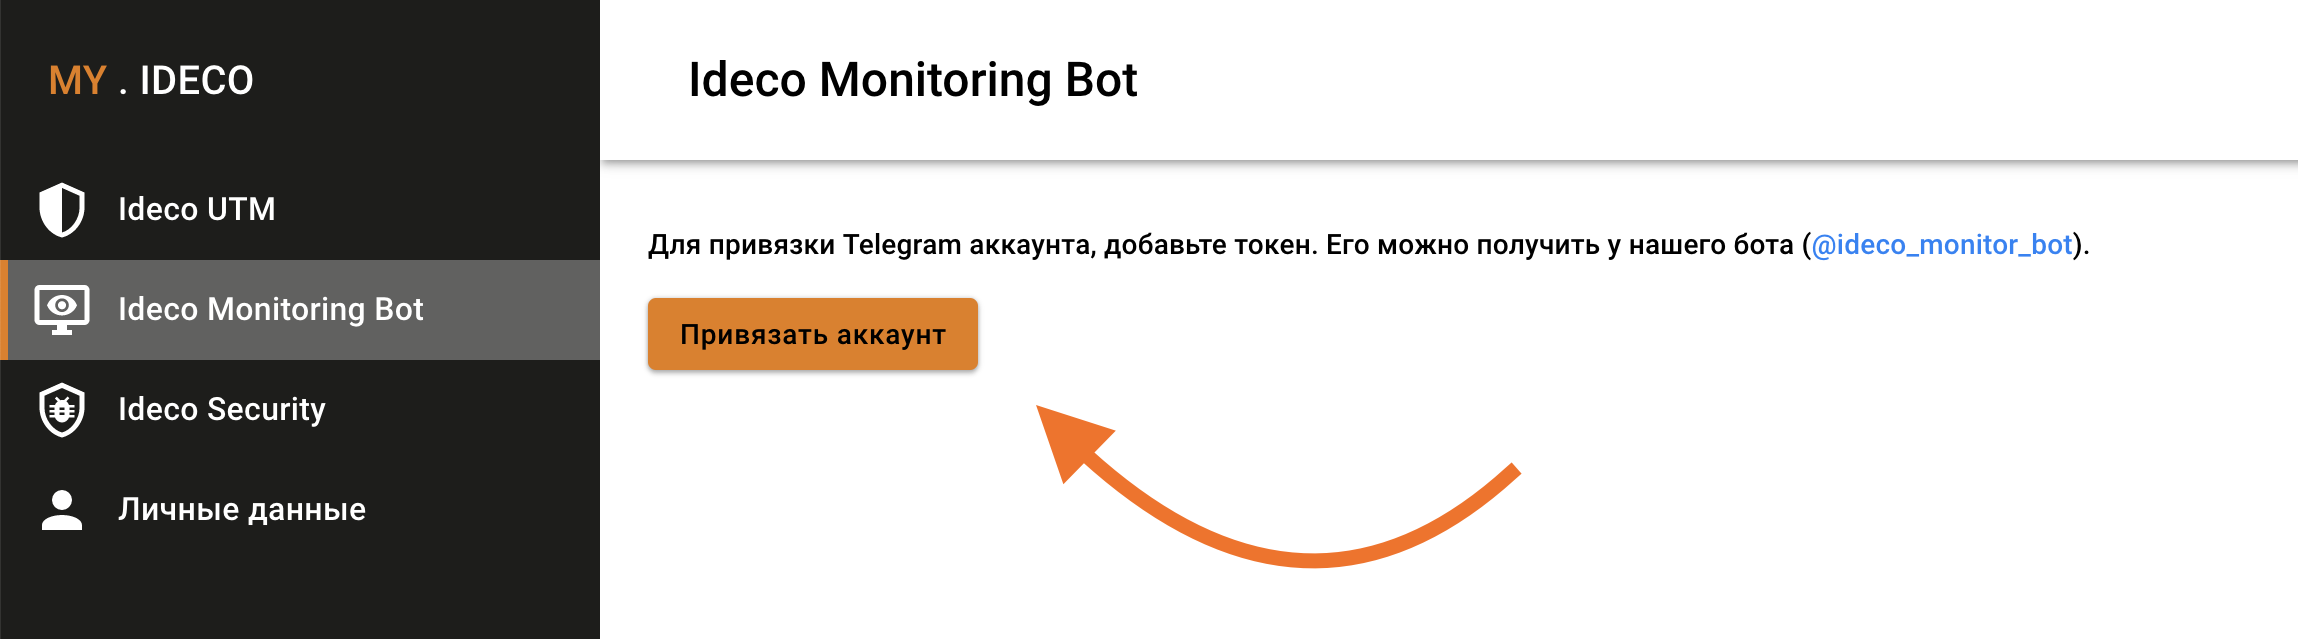 MY . IDECO
Ideco UTM
Ideco Monitoring Bot
Ideco Security
Личные данные
Ideco Monitoring Bot
Для привязки Telegram аккаунта, добавьте токен. Его можно получить у нашего бота (@ideco_monitor_bot).
Привязать аккаунт